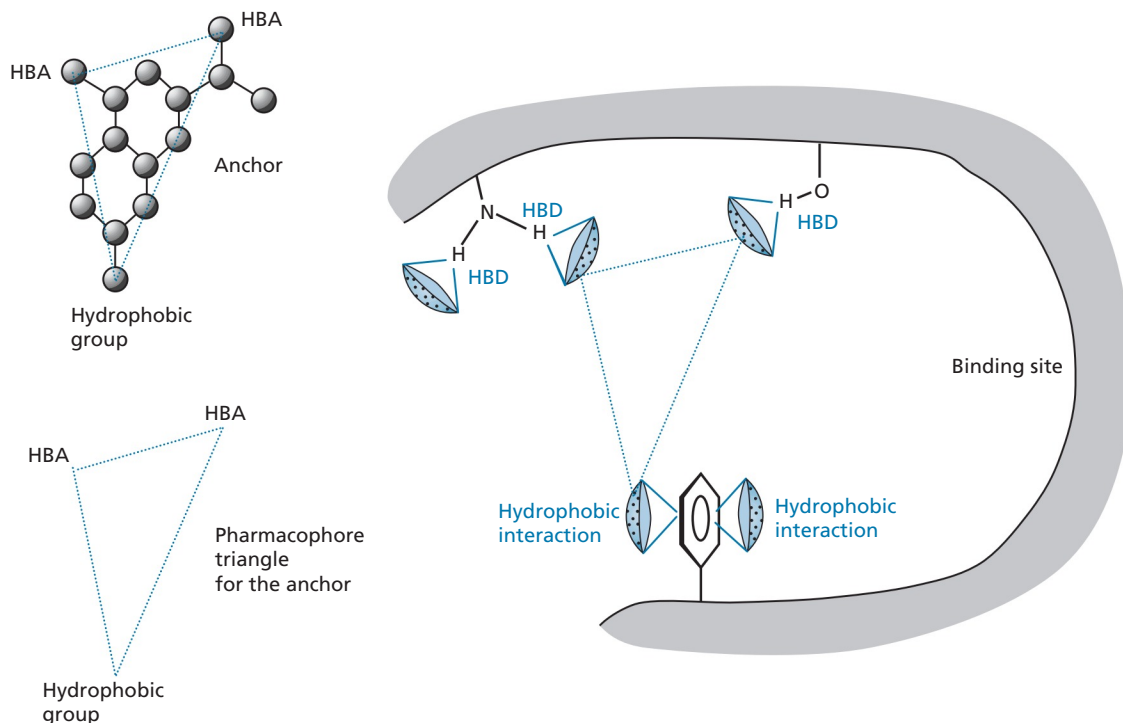 HBA
HBA
Anchor
Hydrophobic
group
HBA
HBA
Pharmacophore
triangle
for the anchor
Hydrophobic
group
N
H
HBD
H
HBD
H
O
HBD
Binding site
Hydrophobic
interaction
Hydrophobic
interaction